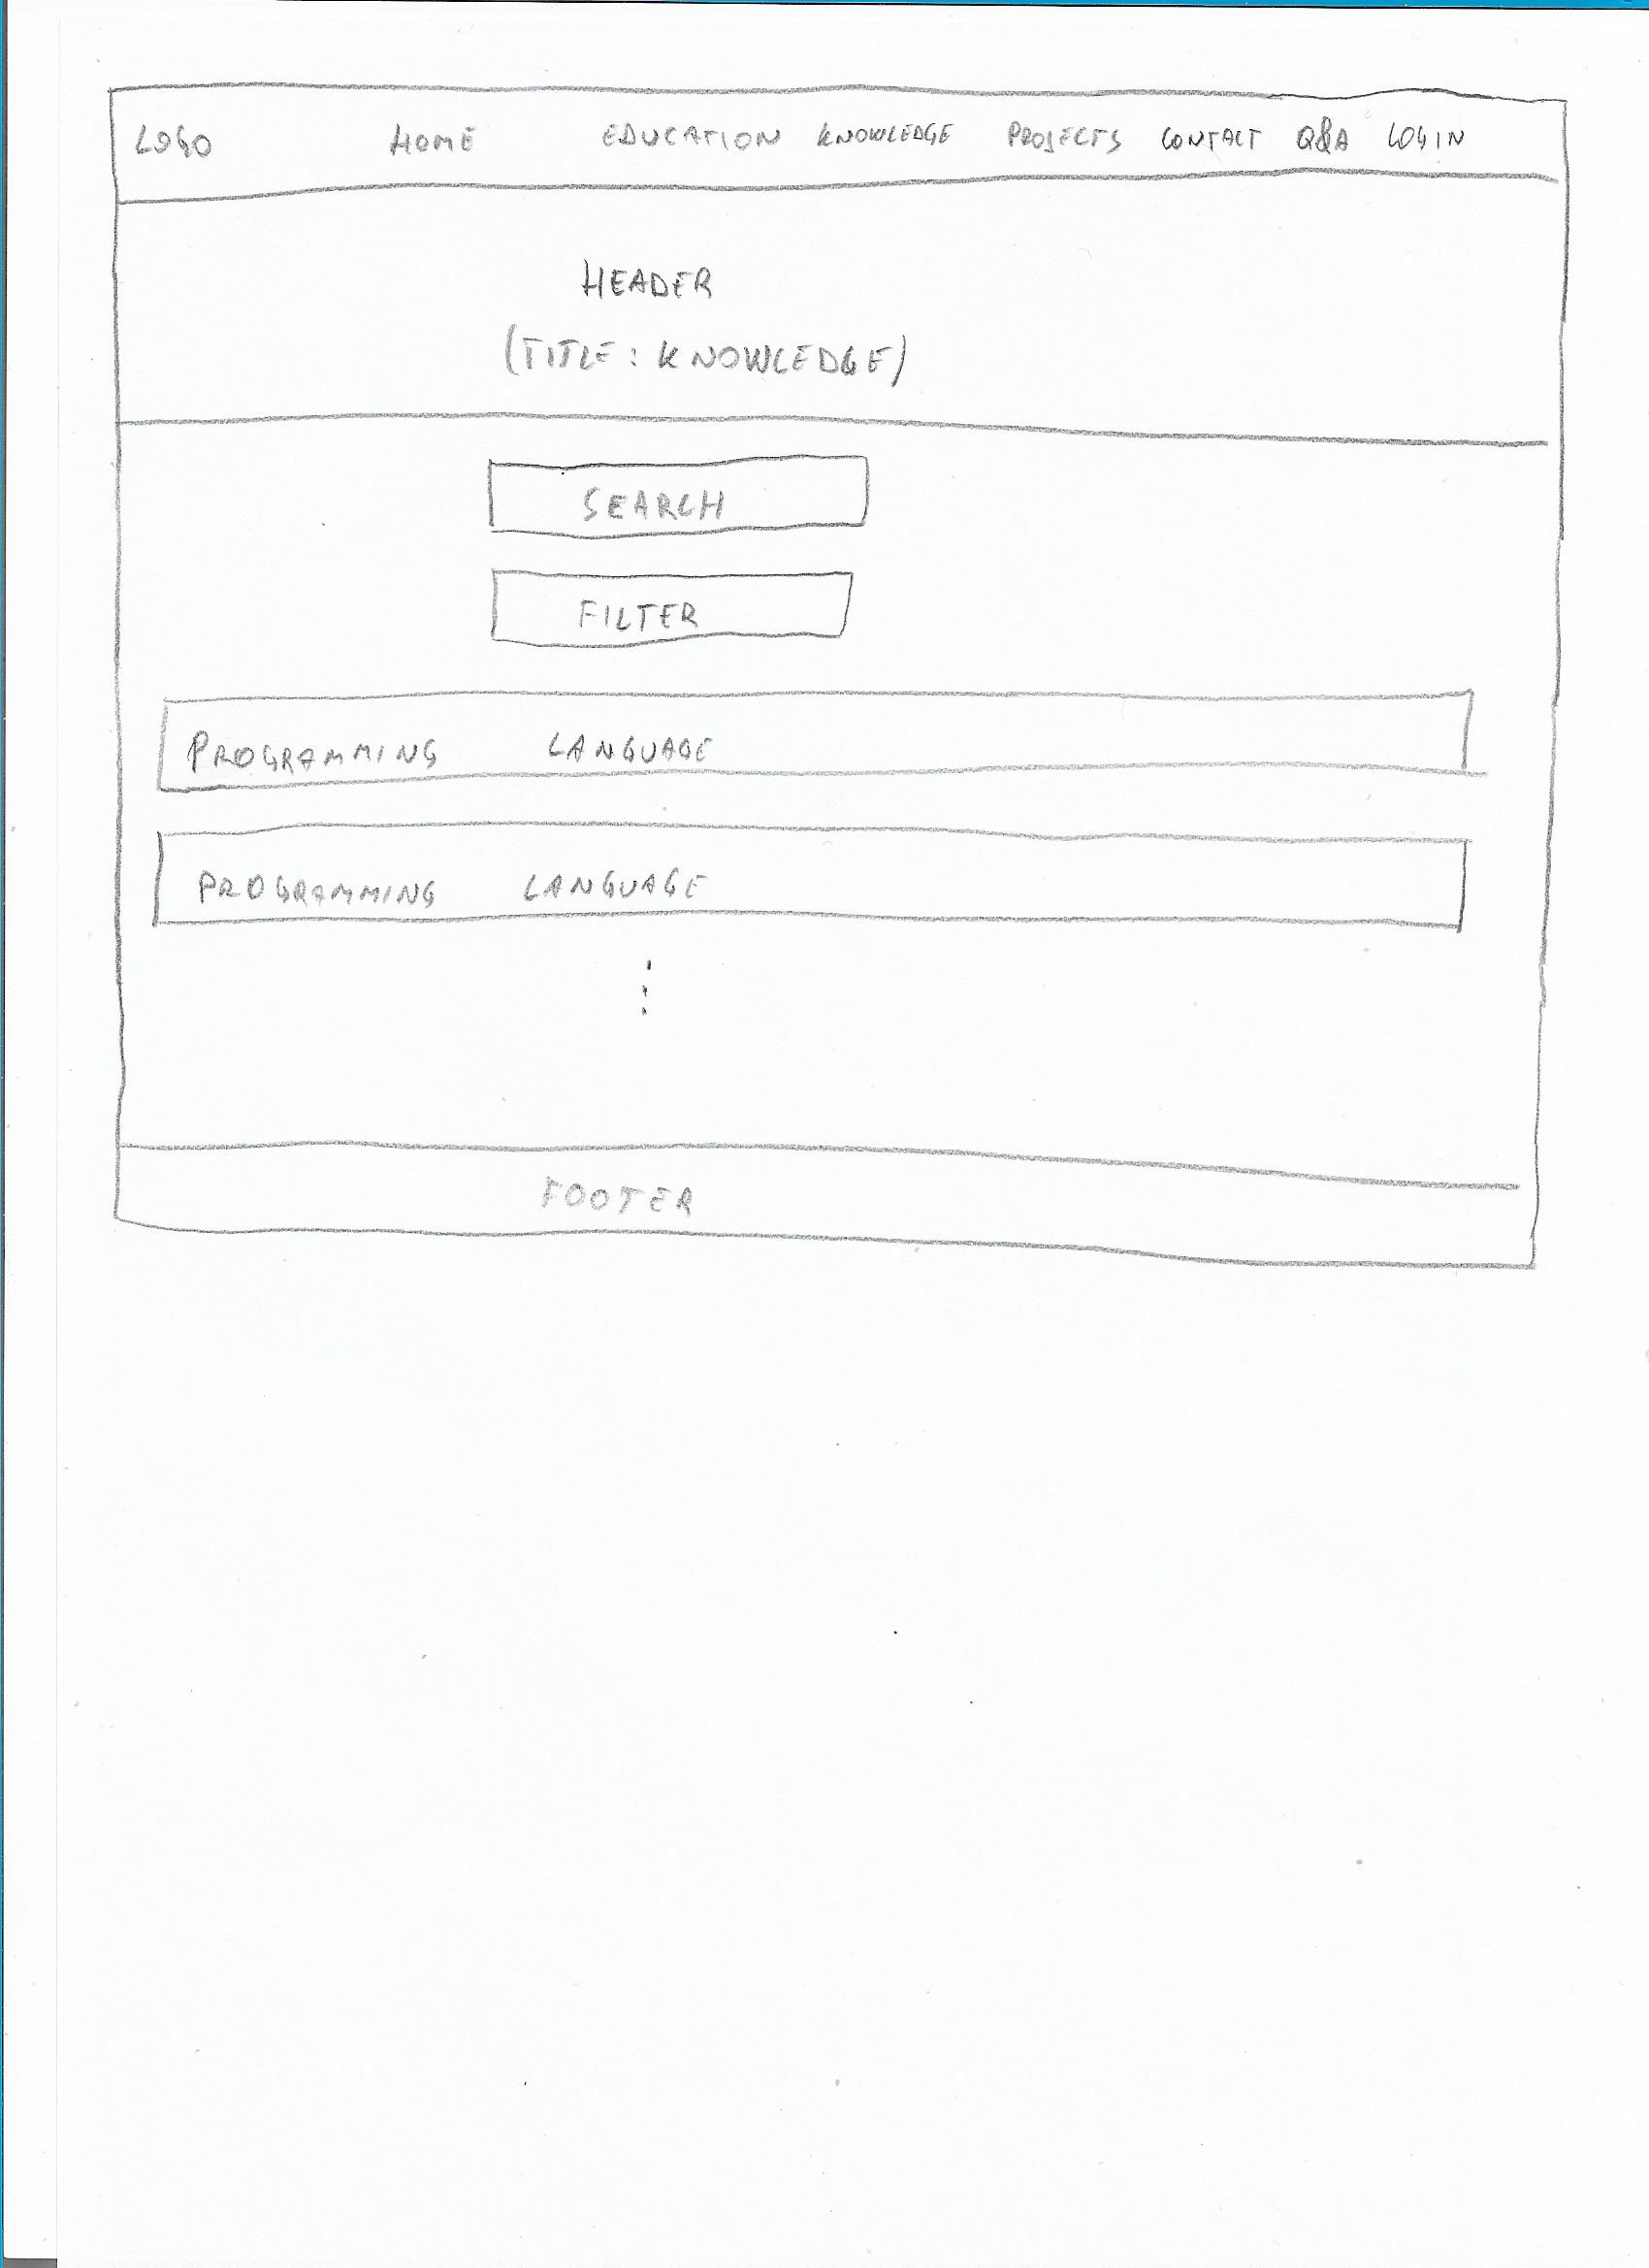 LOGO HOME EDUCATION KNOWLEDGE PROJECTS CONTACT Q&A LOGIN
HEADER
(TITLE: KNOWLEDGE)
SEARCH
FILTER
PROGRAMMING LANGUAGE
PROGRAMMING LANGUAGE
FOOTER